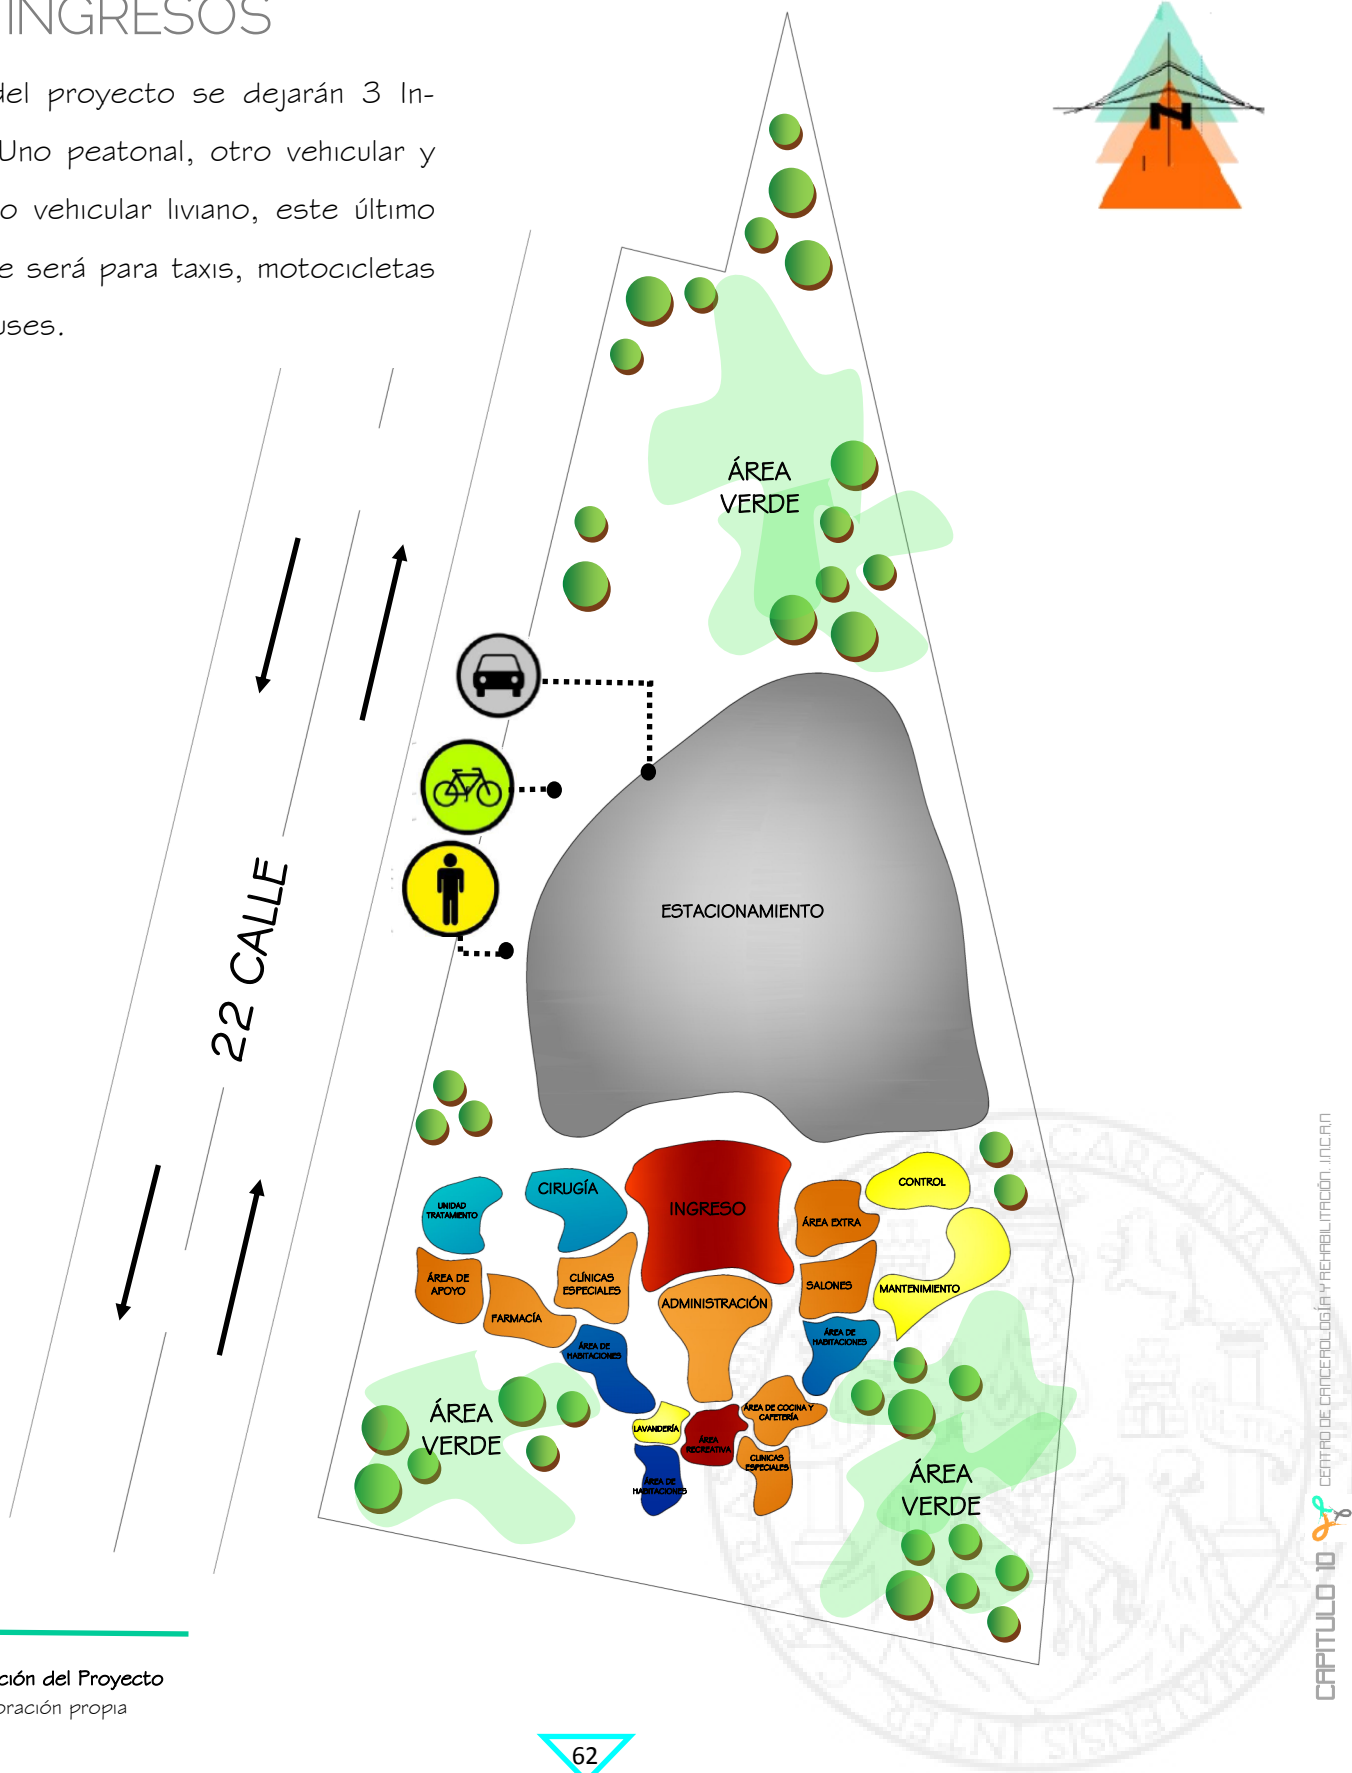 INGRESOS
del proyecto se dejarán 3 In-
Uno peatonal, otro vehicular y
o vehicular liviano, este último
e será para taxis, motocicletas
uses.
N
ÁREA
VERDE
22 CALLE
ESTACIONAMIENTO
UNIDAD
TRATAMIENTO
CIRUGÍA
INGRESO
ÁREA EXTRA
CONTROL
ÁREA DE
APOYO
FARMACÍA
CLÍNICAS
ESPECIALES
ADMINISTRACIÓN
SALONES
MANTENIMIENTO
ÁREA DE
HABITACIONES
ÁREA DE
HABITACIONES
ÁREA
VERDE
LAVANDERÍA
ÁREA
RECREATIVA
ÁREA DE COCINA Y
CAFETERÍA
ÁREA DE
HABITACIONES
CLINICAS
ESPECIALES
ÁREA
VERDE
ción del Proyecto
oración propia
62
CAPITULO 10
CENTRO DE CANCEROLOGÍA Y REHABILITACIÓN I.N.C.A.N
CAROLINA
INTER